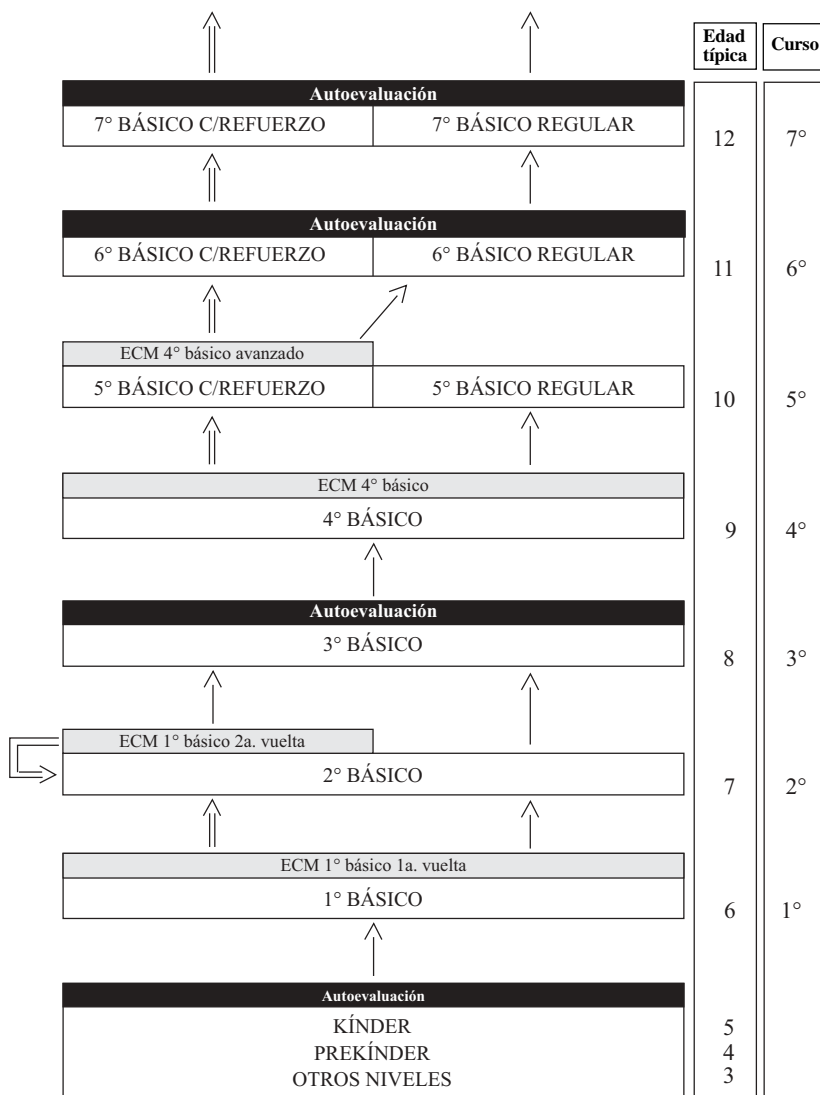 Edad típica
Curso
Autoevaluación
7° BÁSICO C/REFUERZO 7° BÁSICO REGULAR
12 7°
Autoevaluación
6° BÁSICO C/REFUERZO 6° BÁSICO REGULAR
11 6°
ECM 4° básico avanzado
5° BÁSICO C/REFUERZO 5° BÁSICO REGULAR
10 5°
ECM 4° básico
4° BÁSICO
9 4°
Autoevaluación
3° BÁSICO
8 3°
ECM 1° básico 2a. vuelta
2° BÁSICO
7 2°
ECM 1° básico 1a. vuelta
1° BÁSICO
6 1°
Autoevaluación
KÍNDER 5
PREKÍNDER 4
OTROS NIVELES 3